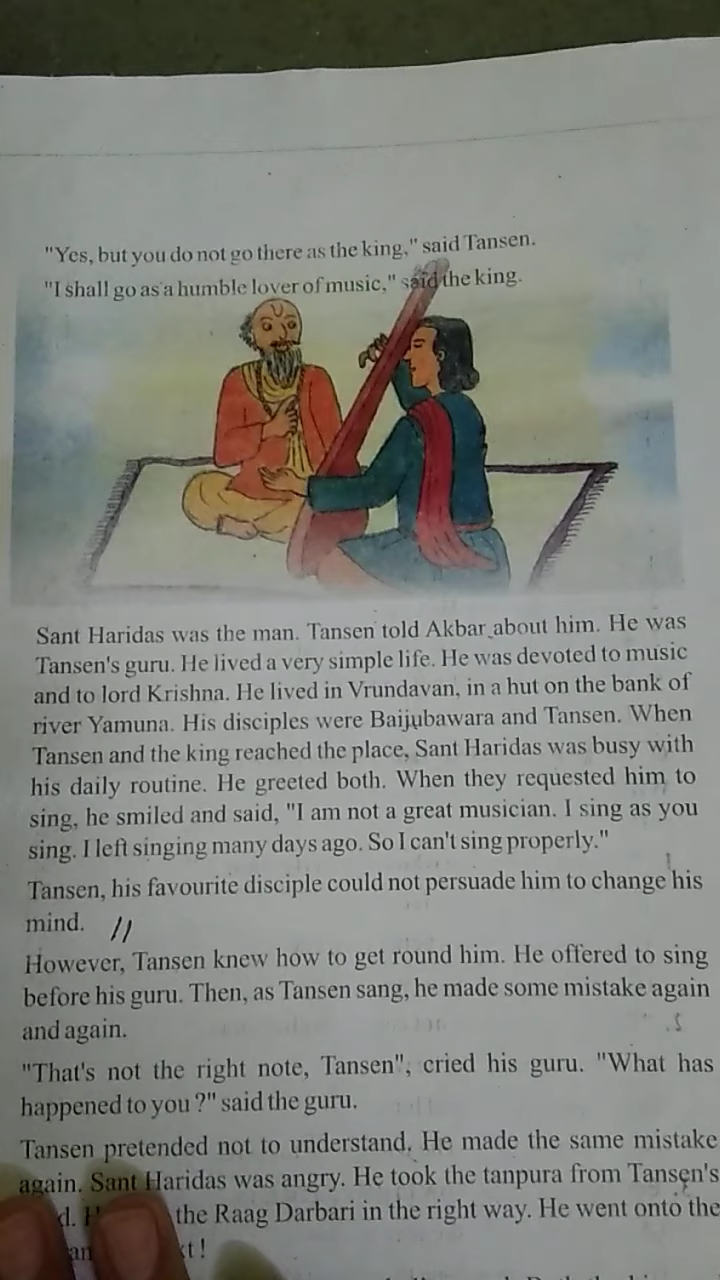 "Yes, but you do not go there as the king," said Tansen.
"I shall go as a humble lover of music," said the king.
Sant Haridas was the man. Tansen told Akbar about him. He was
Tansen's guru. He lived a very simple life. He was devoted to music
and to lord Krishna. He lived in Vrundavan, in a hut on the bank of
river Yamuna. His disciples were Baijubawara and Tansen. When
Tansen and the king reached the place, Sant Haridas was busy with
his daily routine. He greeted both. When they requested him to
sing, he smiled and said, "I am not a great musician. I sing as you
sing. I left singing many days ago. So I can't sing properly."
Tansen, his favourite disciple could not persuade him to change his
mind.
However, Tansen knew how to get round him. He offered to sing
before his guru. Then, as Tansen sang, he made some mistake again
and again.
"That's not the right note, Tansen", cried his guru. "What has
happened to you ?" said the guru.
Tansen pretended not to understand. He made the same mistake
again. Sant Haridas was angry. He took the tanpura from Tansen's
the Raag Darbari in the right way. He went onto the